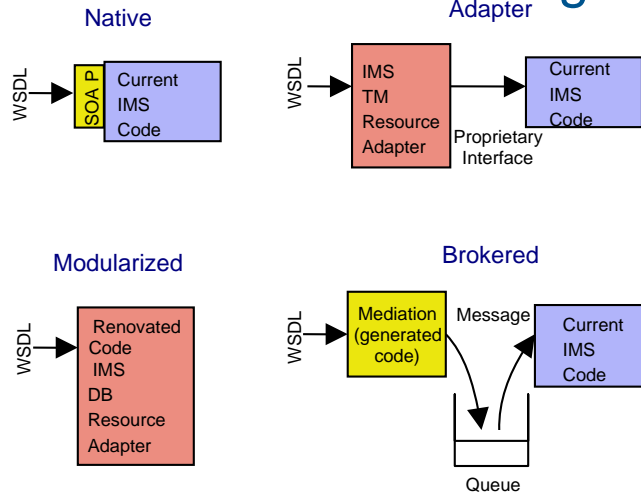 Native
WSDL
SOA P
Current
IMS
Code
g
Adapter
WSDL
IMS
TM
Resource
Adapter
Proprietary
Interface
Current
IMS
Code
Modularized
WSDL
Renovated
Code
IMS
DB
Resource
Adapter
Brokered
WSDL
Mediation
(generated
code)
Message
Queue
Current
IMS
Code